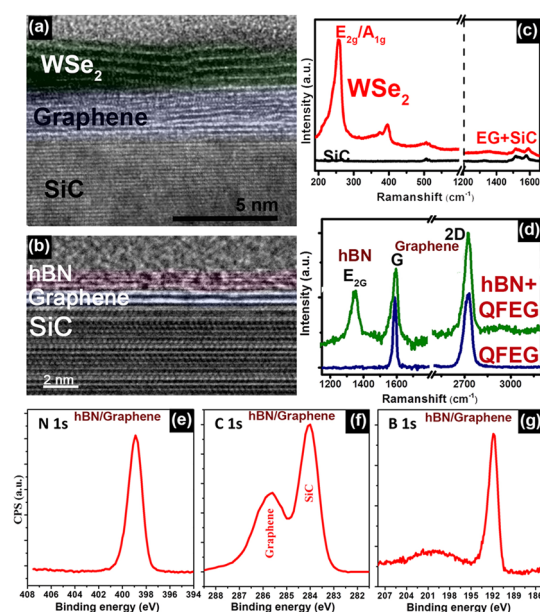 (a)
WSe2
Graphene
SiC
5 nm
(b)
hBN
Graphene
SiC
2 nm
(c)
E2g/A1g
WSe2
SiC
EG+SiC
Intensity (a.u.)
200 300 400 500 1200 1400 1600
Ramanshift (cm-1)
(d)
2D
hBN Graphene
E2G G
hBN+
QFEG
QFEG
Intensity (a.u.)
1200 1400 1600 2700 3000
Ramanshift (cm-1)
(e)
hBN/Graphene
N 1s
CPS (a.u.)
408 406 404 402 400 398 396 394
Binding energy (eV)
(f)
hBN/Graphene
C 1s
Graphene
SiC
288 287 286 285 284 283 282
Binding energy (eV)
(g)
hBN/Graphene
B 1s
207 204 201 198 195 192 189 186
Binding energy (eV)